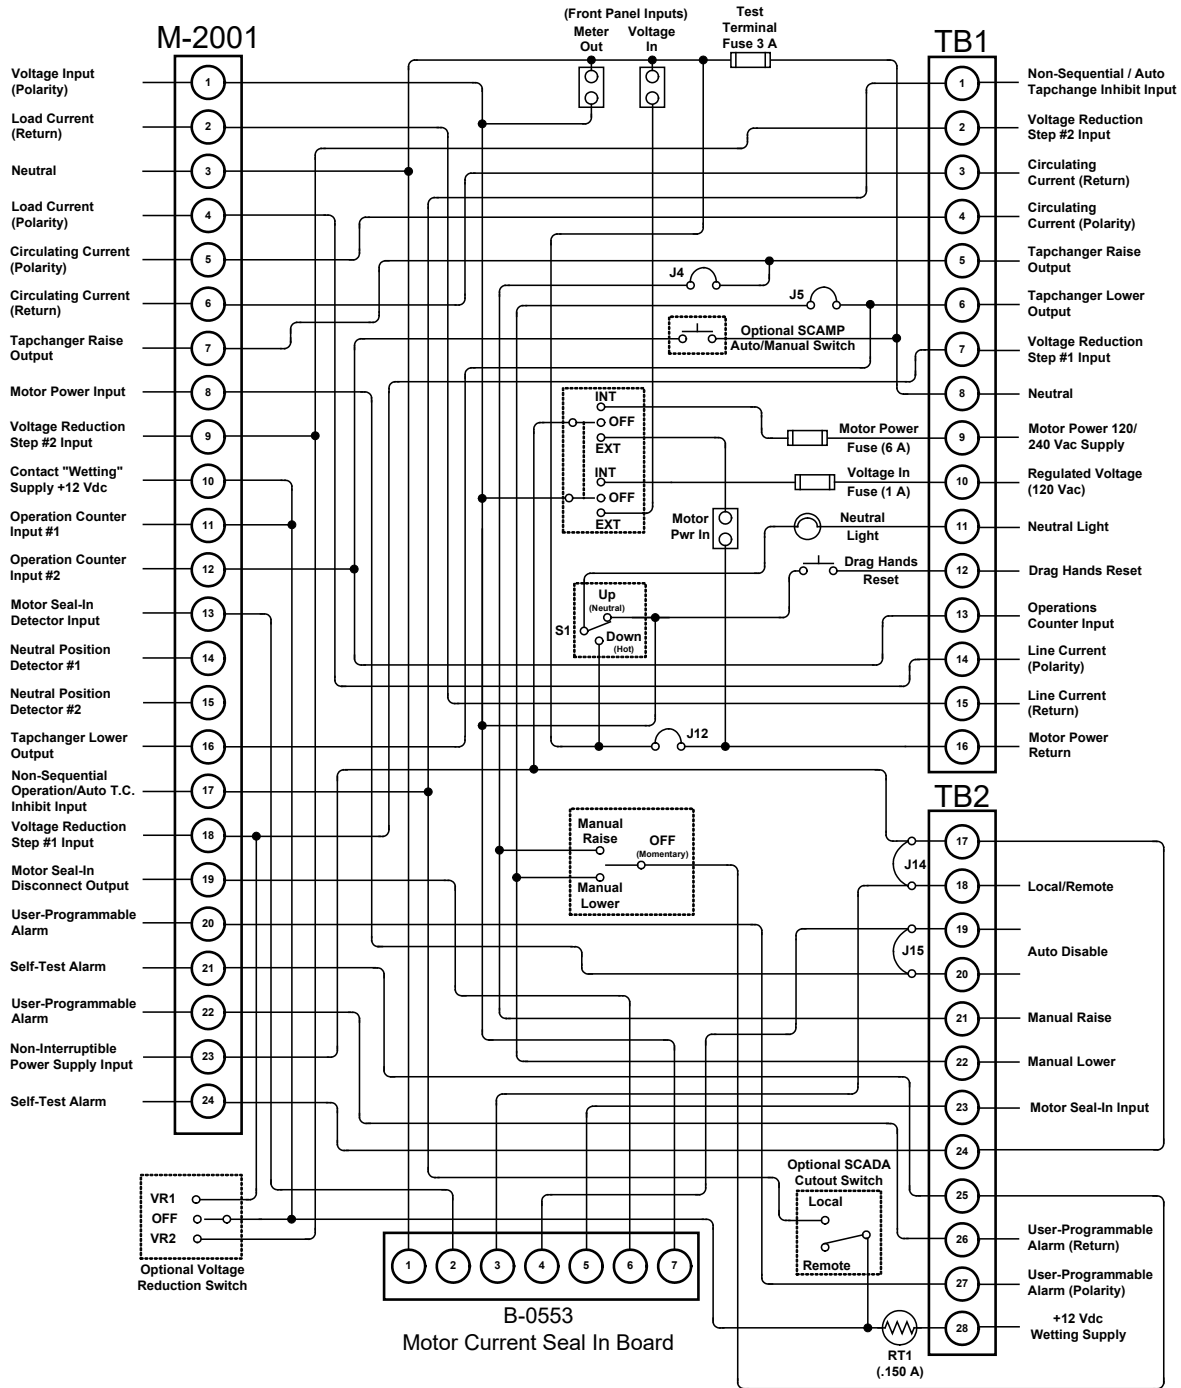 (Front Panel Inputs)
Meter
Out
Voltage
In
Test
Terminal
Fuse 3 A
M-2001
Voltage Input
(Polarity)
1
Load Current
(Return)
2
Neutral
3
Load Current
(Polarity)
4
Circulating Current
(Polarity)
5
Circulating Current
(Return)
6
Tapchanger Raise
Output
7
Motor Power Input
8
Voltage Reduction
Step #2 Input
9
Contact "Wetting"
Supply +12 Vdc
10
Operation Counter
Input #1
11
Operation Counter
Input #2
12
Motor Seal-In
Detector Input
13
Neutral Position
Detector #1
14
Neutral Position
Detector #2
15
Tapchanger Lower
Output
16
Non-Sequential
Operation/Auto T.C.
Inhibit Input
17
Voltage Reduction
Step #1 Input
18
Motor Seal-In
Disconnect Output
19
User-Programmable
Alarm
20
Self-Test Alarm
21
User-Programmable
Alarm
22
Non-Interruptible
Power Supply Input
23
Self-Test Alarm
24
VR1
OFF
VR2
Optional Voltage
Reduction Switch
J4
J5
Optional SCAMP
Auto/Manual Switch
INT
OFF
EXT
INT
OFF
EXT
Motor Power
Fuse (6 A)
Voltage In
Fuse (1 A)
Motor
Pwr In
Neutral
Light
Drag Hands
Reset
Up
(Neutral)
S1
Down
(Hot)
J12
Manual
Raise
OFF
(Momentary)
Manual
Lower
J14
J15
Optional SCADA
Cutout Switch
Local
Remote
RT1
(.150 A)
1
2
3
4
5
6
7
B-0553
Motor Current Seal In Board
TB1
1
Non-Sequential / Auto
Tapchange Inhibit Input
2
Voltage Reduction
Step #2 Input
3
Circulating
Current (Return)
4
Circulating
Current (Polarity)
5
Tapchanger Raise
Output
6
Tapchanger Lower
Output
7
Voltage Reduction
Step #1 Input
8
Neutral
9
Motor Power 120/
240 Vac Supply
10
Regulated Voltage
(120 Vac)
11
Neutral Light
12
Drag Hands Reset
13
Operations
Counter Input
14
Line Current
(Polarity)
15
Line Current
(Return)
16
Motor Power
Return
TB2
17
18
Local/Remote
19
Auto Disable
20
21
Manual Raise
22
Manual Lower
23
Motor Seal-In Input
24
25
26
User-Programmable
Alarm (Return)
27
User-Programmable
Alarm (Polarity)
28
+12 Vdc
Wetting Supply